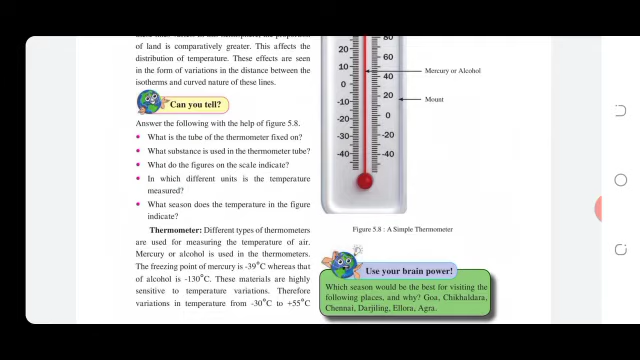 of land is comparatively greater. This affects the
distribution of temperature. These effects are seen
in the form of variations in the distance between the
isotherms and curved nature of these lines.
Can you tell?
Answer the following with the help of figure 5.8.
• What is the tube of the thermometer fixed on?
• What substance is used in the thermometer tube?
• What do the figures on the scale indicate?
• In which different units is the temperature
measured?
• What season does the temperature in the figure
indicate?
Thermometer: Different types of thermometers
are used for measuring the temperature of air.
Mercury or alcohol is used in the thermometers.
The freezing point of mercury is -39°C whereas that
of alcohol is -130°C. These materials are highly
sensitive to temperature variations. Therefore
variations in temperature from -30°C to +55°C
20
10
0
-10
-20
-30
-40
80
60
40
20
0
-20
-40
Mercury or Alcohol
Mount
Figure 5.8 : A Simple Thermometer
Use your brain power!
Which season would be the best for visiting the
following places, and why? Goa, Chikhaldara,
Chennai, Darjiling, Ellora, Agra.